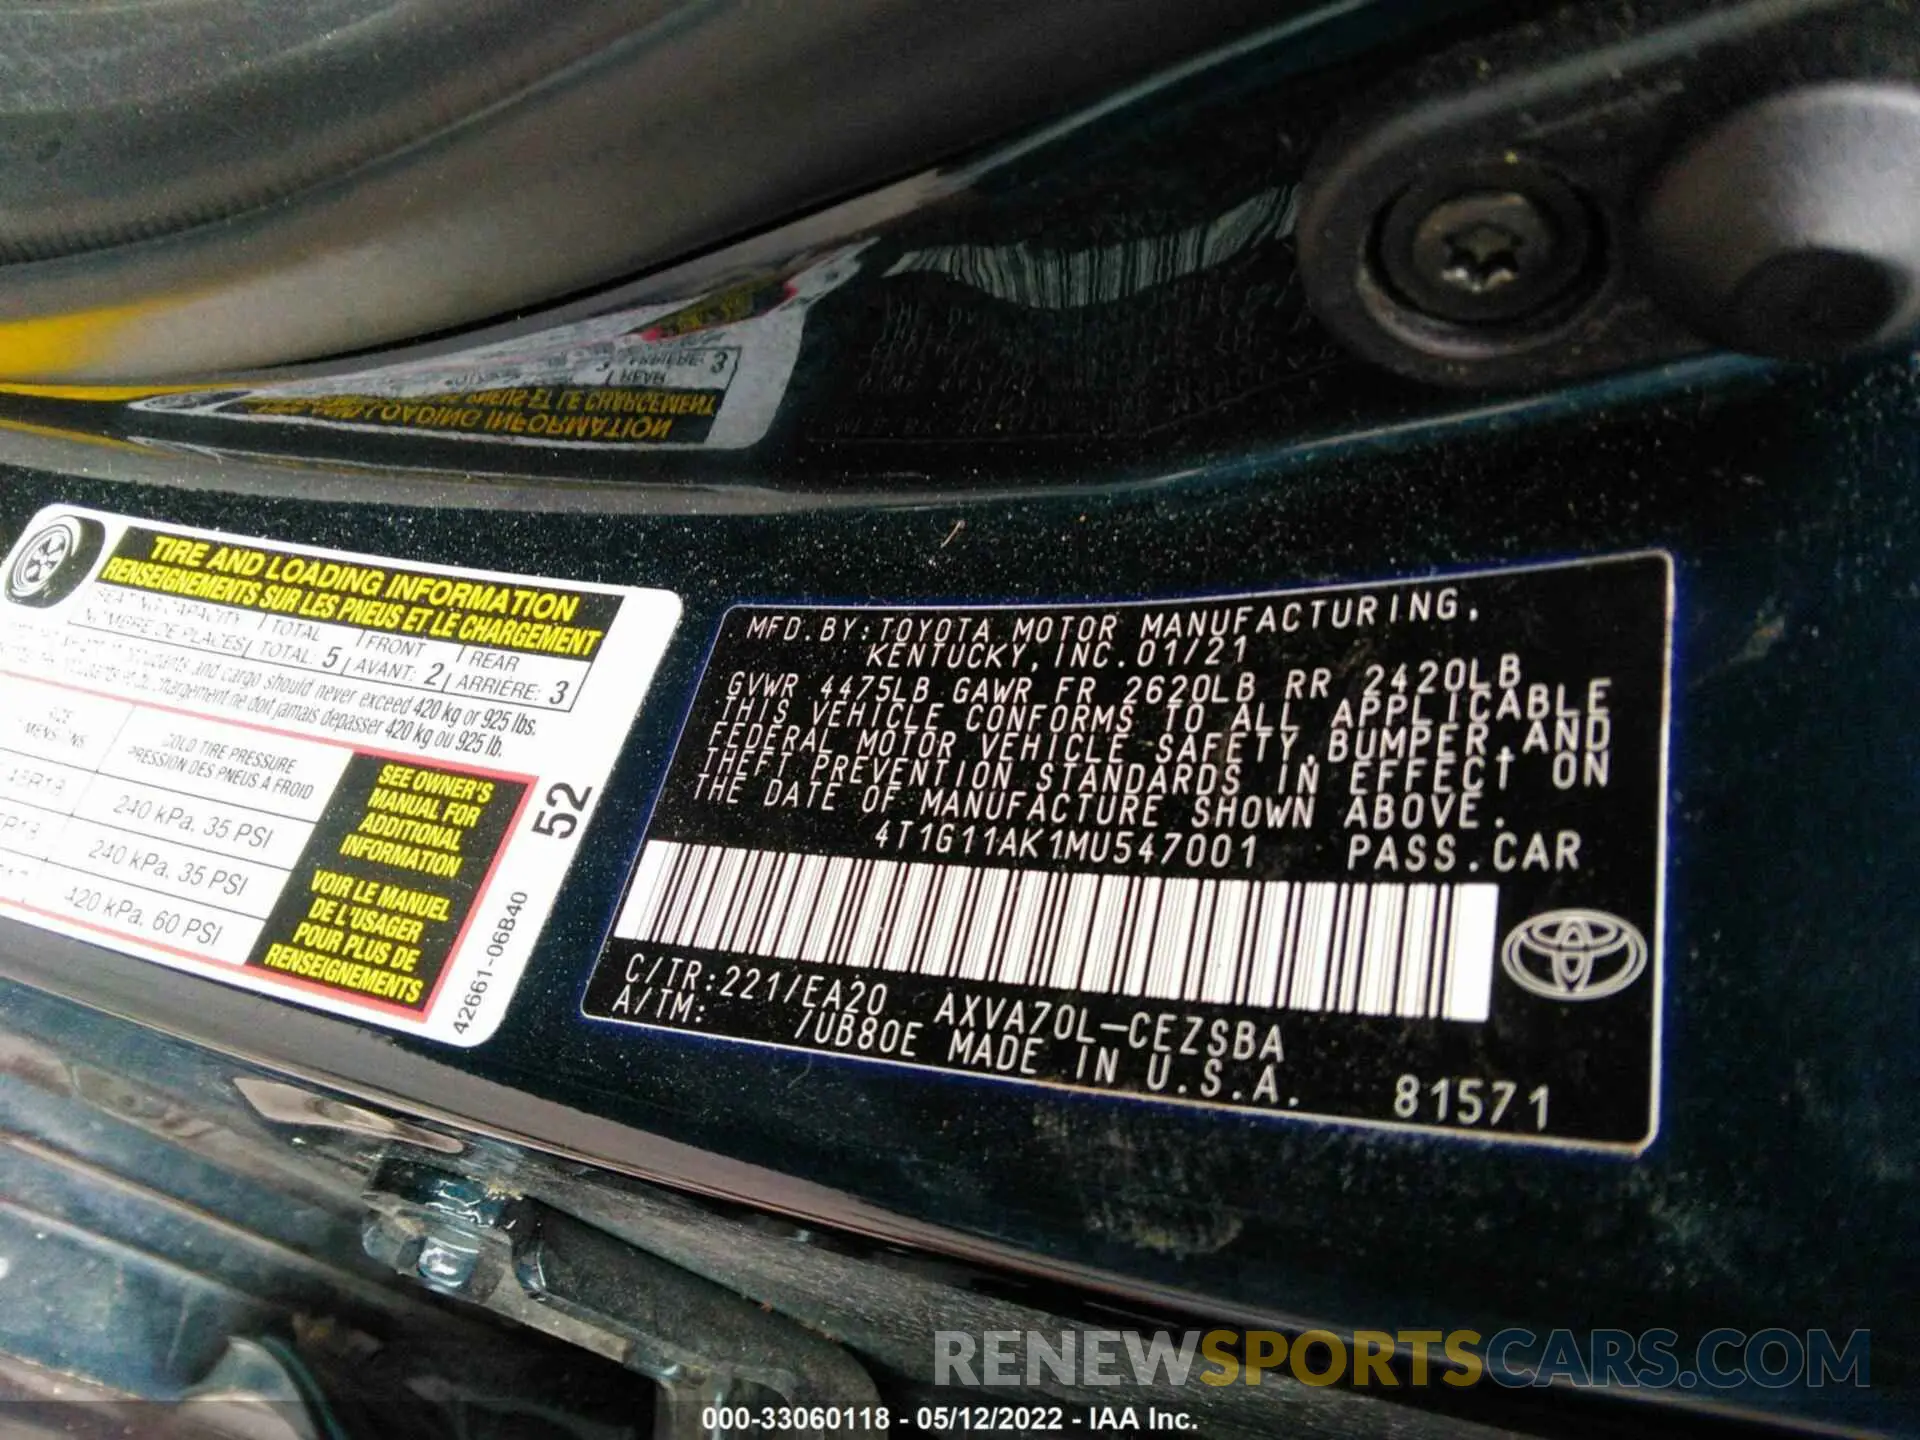 TIRE AND LOADING INFORMATION
RENSEIGNEMENTS SUR LES PNEUS ET LE CHARGEMENT
SEATING CAPACITY TOTAL FRONT REAR
NOMBRE DE PLACES TOTAL: 5 AVANT: 2 ARRIÈRE: 3
occupants and cargo should never exceed 420 kg or 925 lbs.
chargement ne doit jamais dépasser 420 kg ou 925 lb.
COLD TIRE PRESSURE
PRESSION DES PNEUS À FROID
240 kPa, 35 PSI
240 kPa, 35 PSI
420 kPa, 60 PSI
SEE OWNER'S
MANUAL FOR
ADDITIONAL
INFORMATION
VOIR LE MANUEL
DE L'USAGER
POUR PLUS DE
RENSEIGNEMENTS
52
42661-06B40
MFD.BY:TOYOTA MOTOR MANUFACTURING,
KENTUCKY,INC.01/21
GVWR 4475LB GAWR FR 2620LB RR 2420LB
THIS VEHICLE CONFORMS TO ALL APPLICABLE
FEDERAL MOTOR VEHICLE SAFETY,BUMPER,AND
THEFT PREVENTION STANDARDS IN EFFECT ON
THE DATE OF MANUFACTURE SHOWN ABOVE.
4T1G11AK1MU547001 PASS.CAR
C/TR:221/EA20 AXVA70L-CEZSBA
A/TM: /UB80E MADE IN U.S.A.
81571
RENEWSPORTSCARS.COM
000-33060118 - 05/12/2022 - IAA Inc.